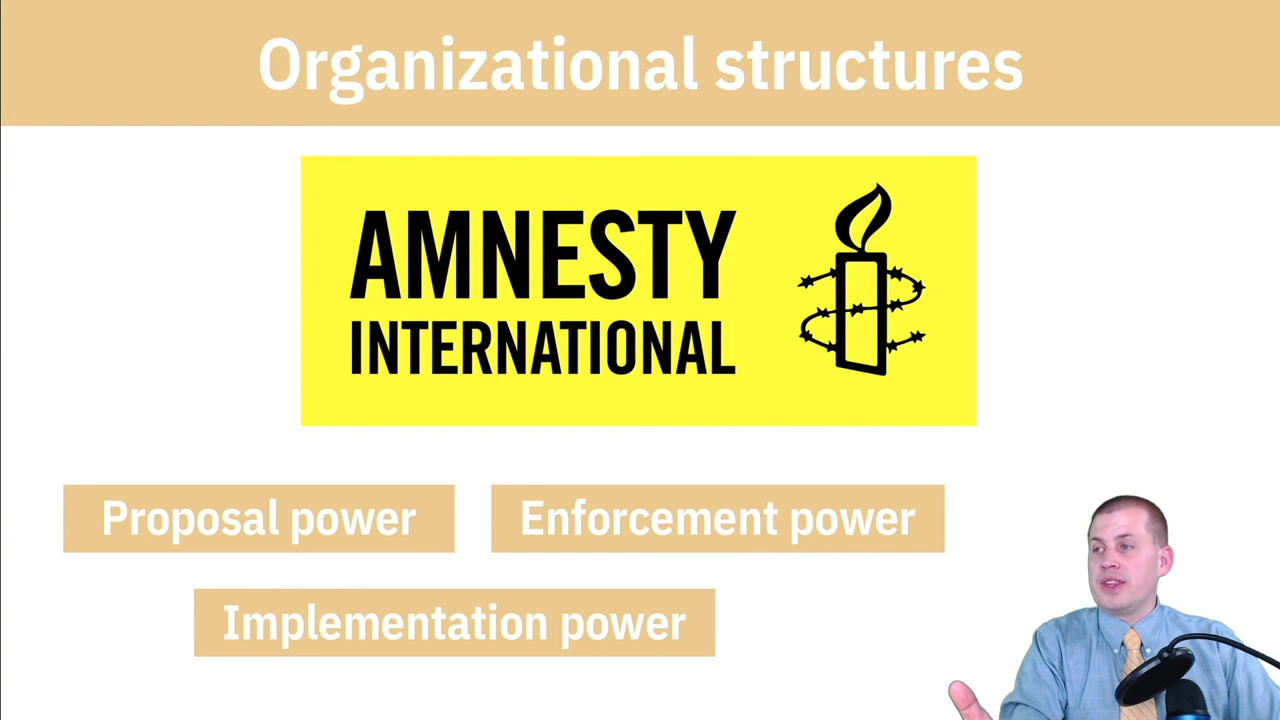 Organizational structures
AMNESTY
INTERNATIONAL
Proposal power
Enforcement power
Implementation power